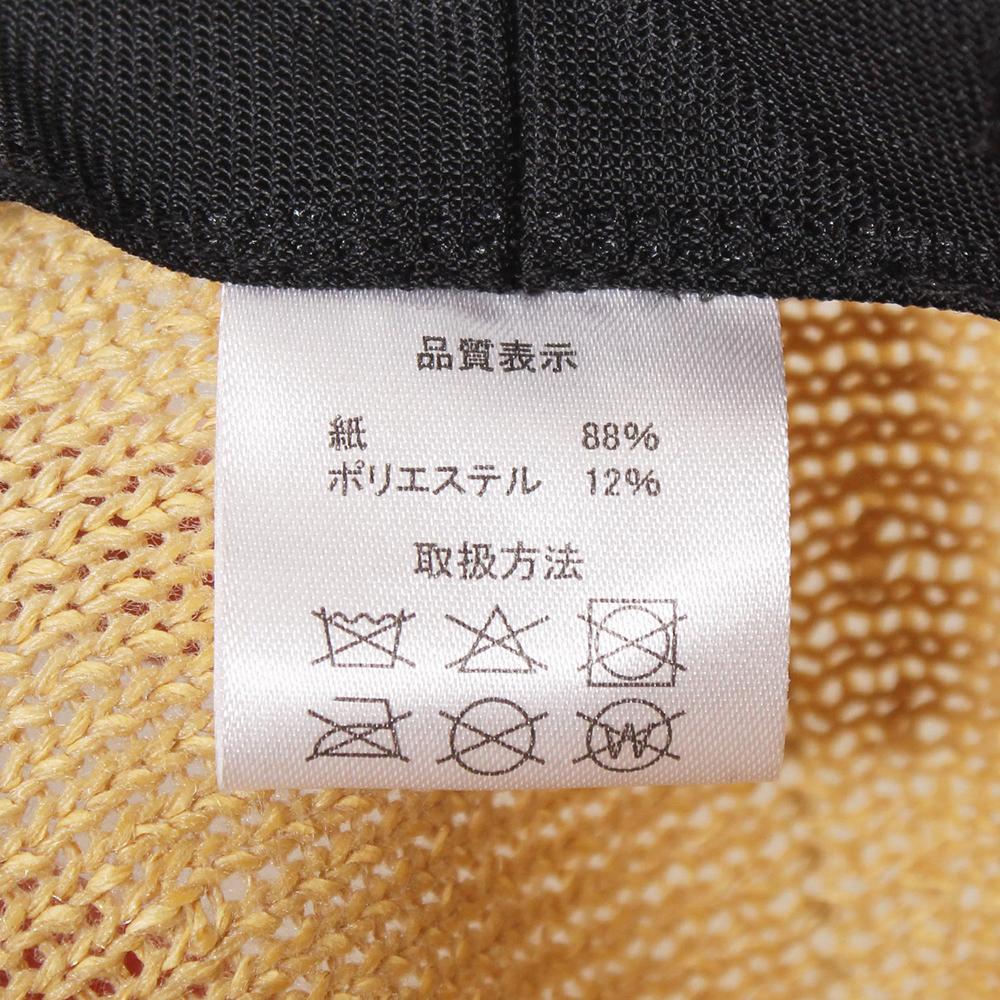 品質表示
紙 88%
ポリエステル 12%
取扱方法
W